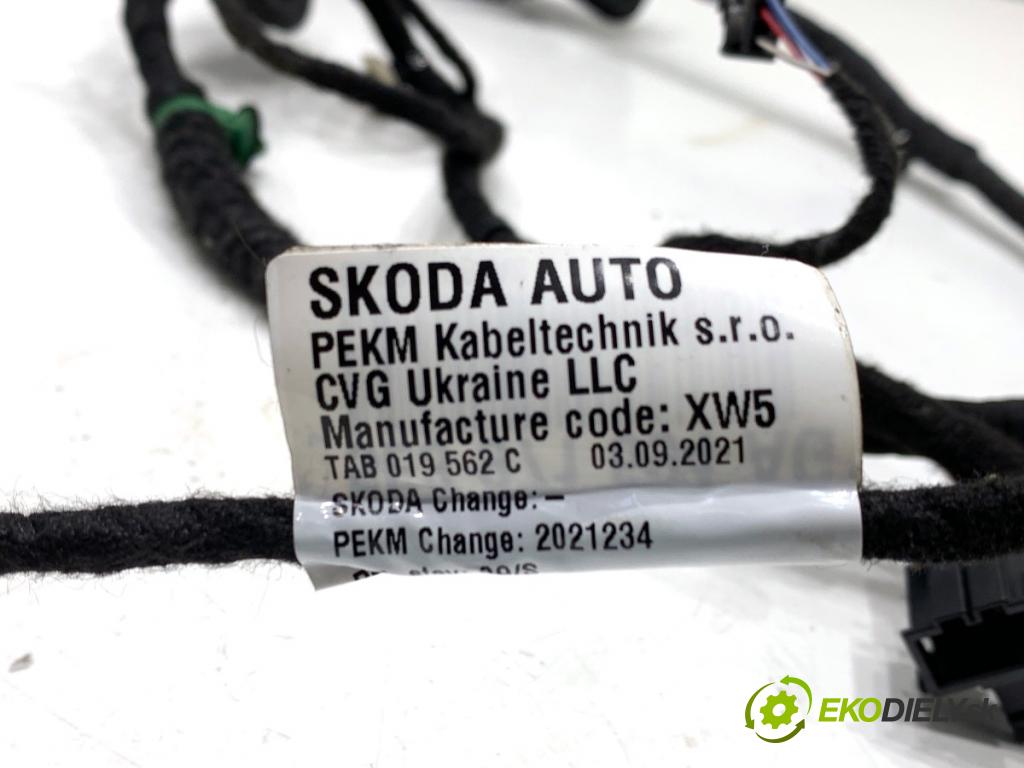 SKODA AUTO
PEKM Kabeltechnik s.r.o.
CVG Ukraine LLC
Manufacture code: XW5
TAB 019 562 C 03.09.2021
SKODA Change:–
PEKM Change: 2021234
EKODIELY.sk